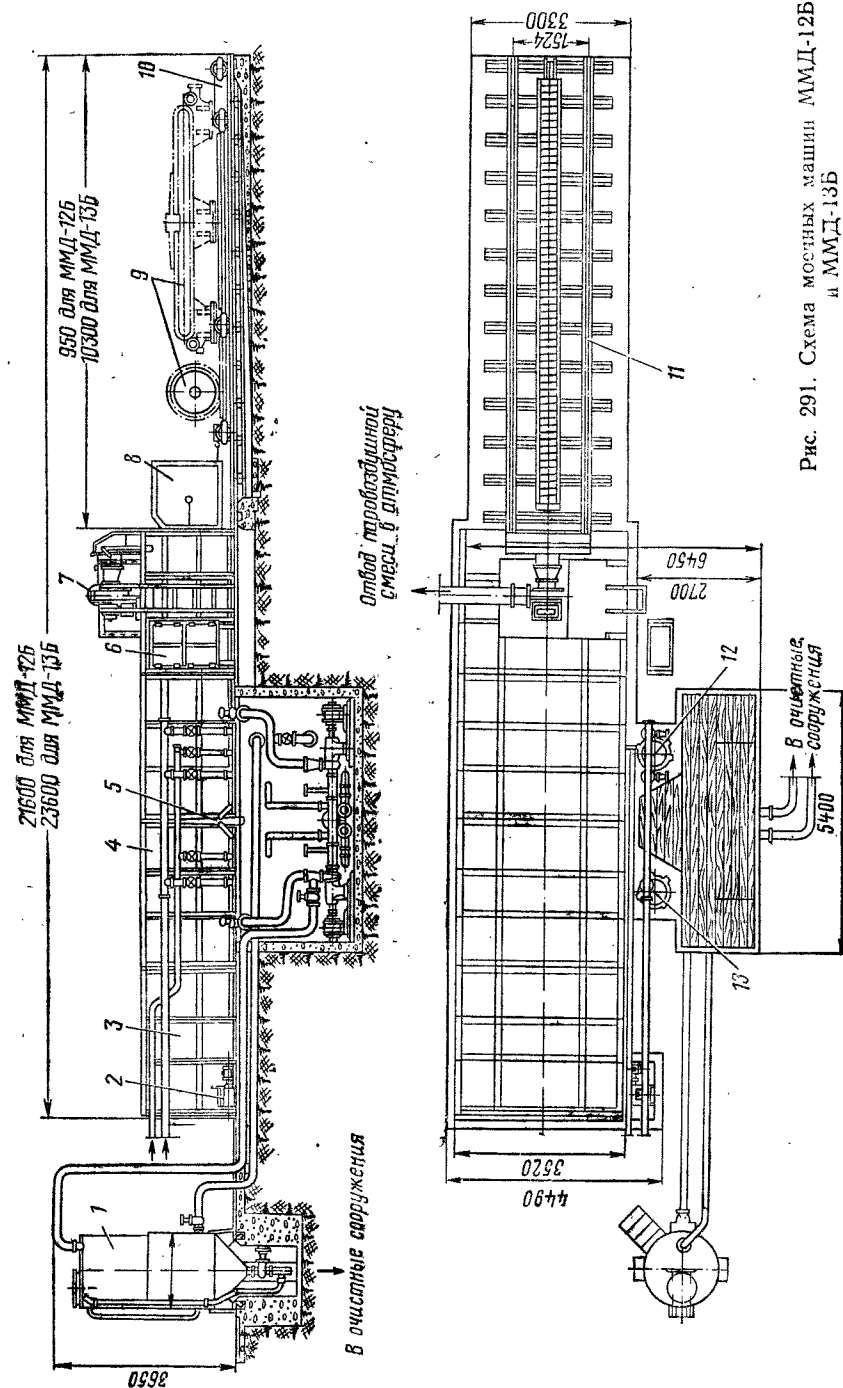 21600 для ММД-12Б
23600 для ММД-13Б
950 для ММД-12Б
10300 для ММД-13Б
1
2
3
4
5
6
7
8
9
10
3650
В очистные сооружения
Отвод паровоздушной
смеси в атмосферу
3300
1524
11
6450
2700
12
13
В очистные
сооружения
5400
3520
4490
Рис. 291. Схема моечных машин ММД-12Б
и ММД-13Б